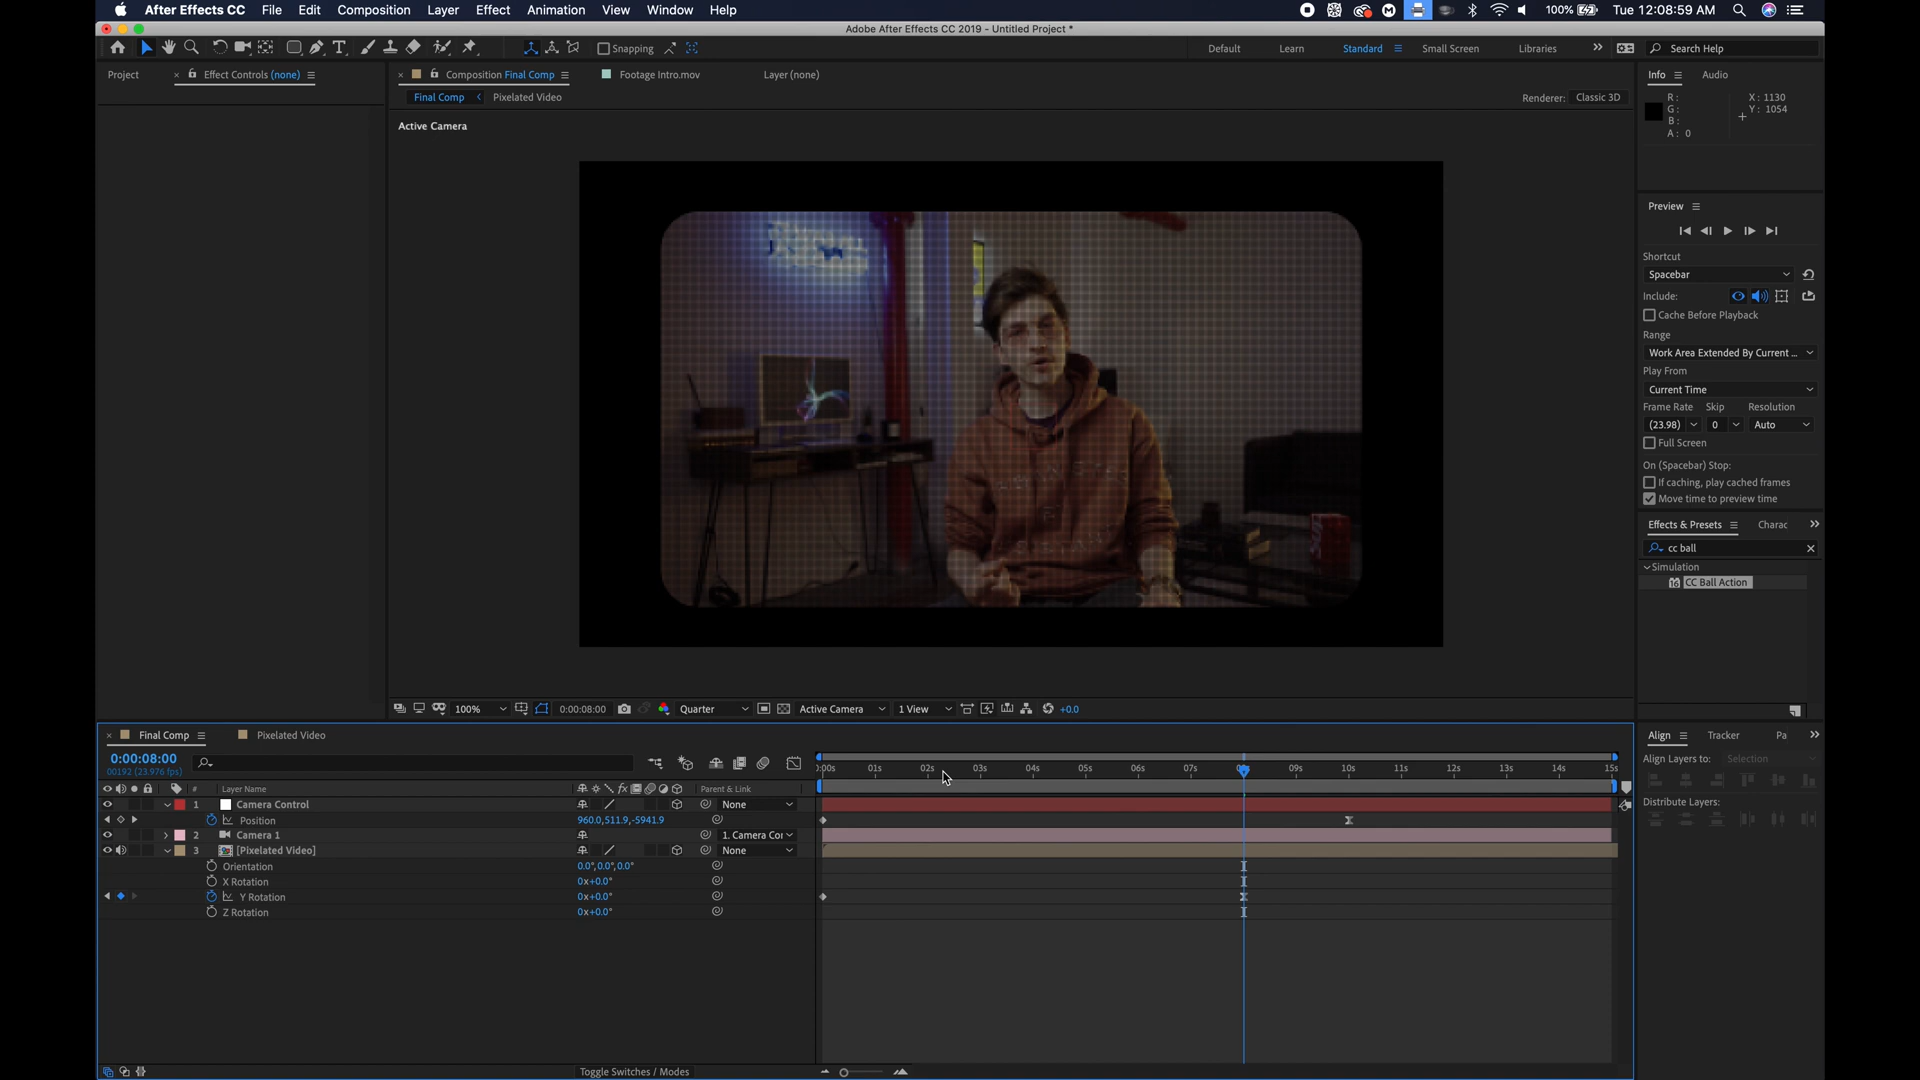 After Effects CC File Edit Composition Layer Effect Animation View Window Help 100% Tue 12:08:59 AM
Adobe After Effects CC 2019 - Untitled Project *
Snapping Default Learn Standard Small Screen Libraries Search Help
Project Effect Controls (none) Composition Final Comp Footage Intro.mov Layer (none) Info Audio
Final Comp Pixelated Video Renderer: Classic 3D
R: X: 1130
G: Y: 1054
B:
A: 0
Active Camera
Preview
Shortcut
Spacebar
Include:
Cache Before Playback
Range
Work Area Extended By Current ...
Play From
Current Time
Frame Rate Skip Resolution
(23.98) 0 Auto
Full Screen
On (Spacebar) Stop:
If caching, play cached frames
Move time to preview time
Effects & Presets Charac
cc ball
Simulation
CC Ball Action
100% 0:00:08:00 Quarter Active Camera 1 View +0.0
Final Comp Pixelated Video
Align Tracker Pa
Align Layers to: Selection
Distribute Layers:
0:00:08:00
00192 (23.976 fps)
:00s 01s 02s 03s 04s 05s 06s 07s 09s 10s 11s 12s 13s 14s 15s
# Layer Name Parent & Link
1 Camera Control None
Position 960.0,511.9,-5941.9
2 Camera 1 1. Camera Cor
3 [Pixelated Video] None
Orientation 0.0°,0.0°,0.0°
X Rotation 0x+0.0°
Y Rotation 0x+0.0°
Z Rotation 0x+0.0°
Toggle Switches / Modes